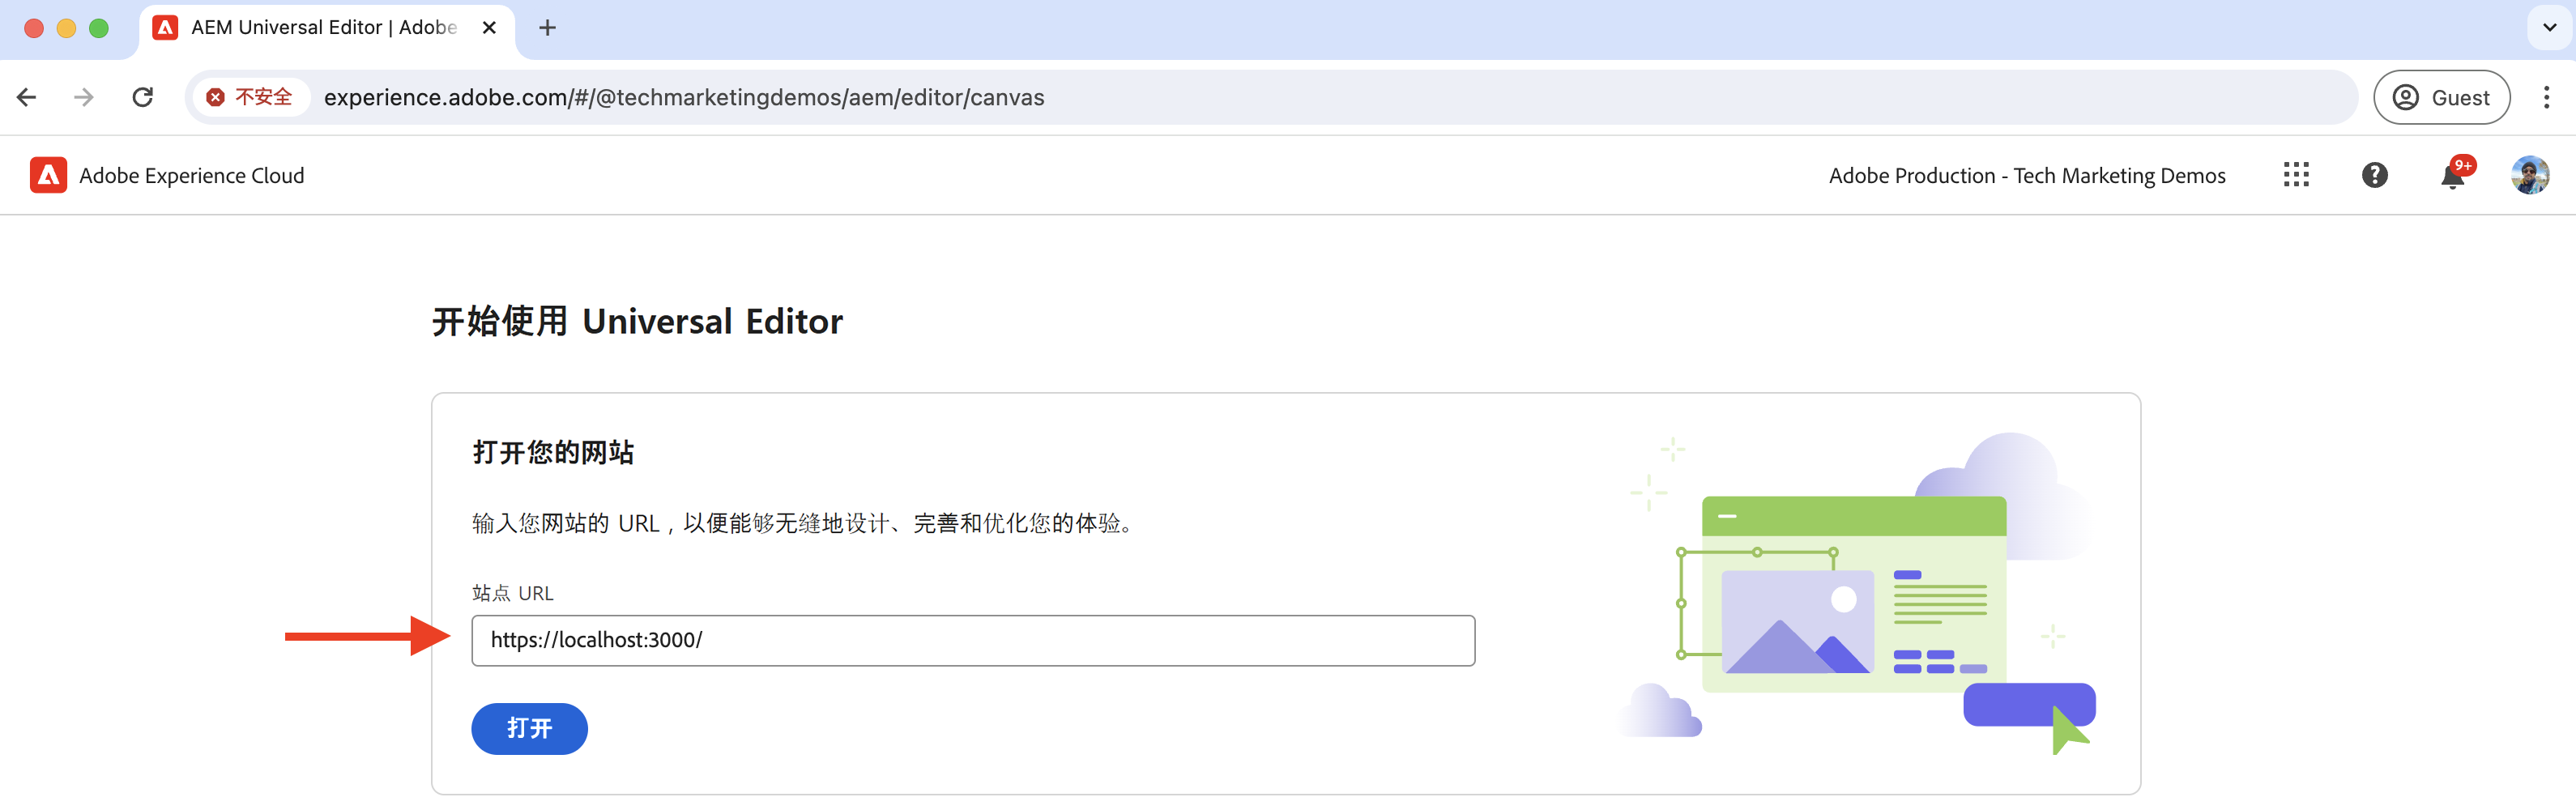 AEM Universal Editor | Adobe
不安全
experience.adobe.com/#/@techmarketingdemos/aem/editor/canvas
Guest
Adobe Experience Cloud
Adobe Production - Tech Marketing Demos
9+
开始使用 Universal Editor
打开您的网站
输入您网站的 URL，以便能够无缝地设计、完善和优化您的体验。
站点 URL
https://localhost:3000/
打开